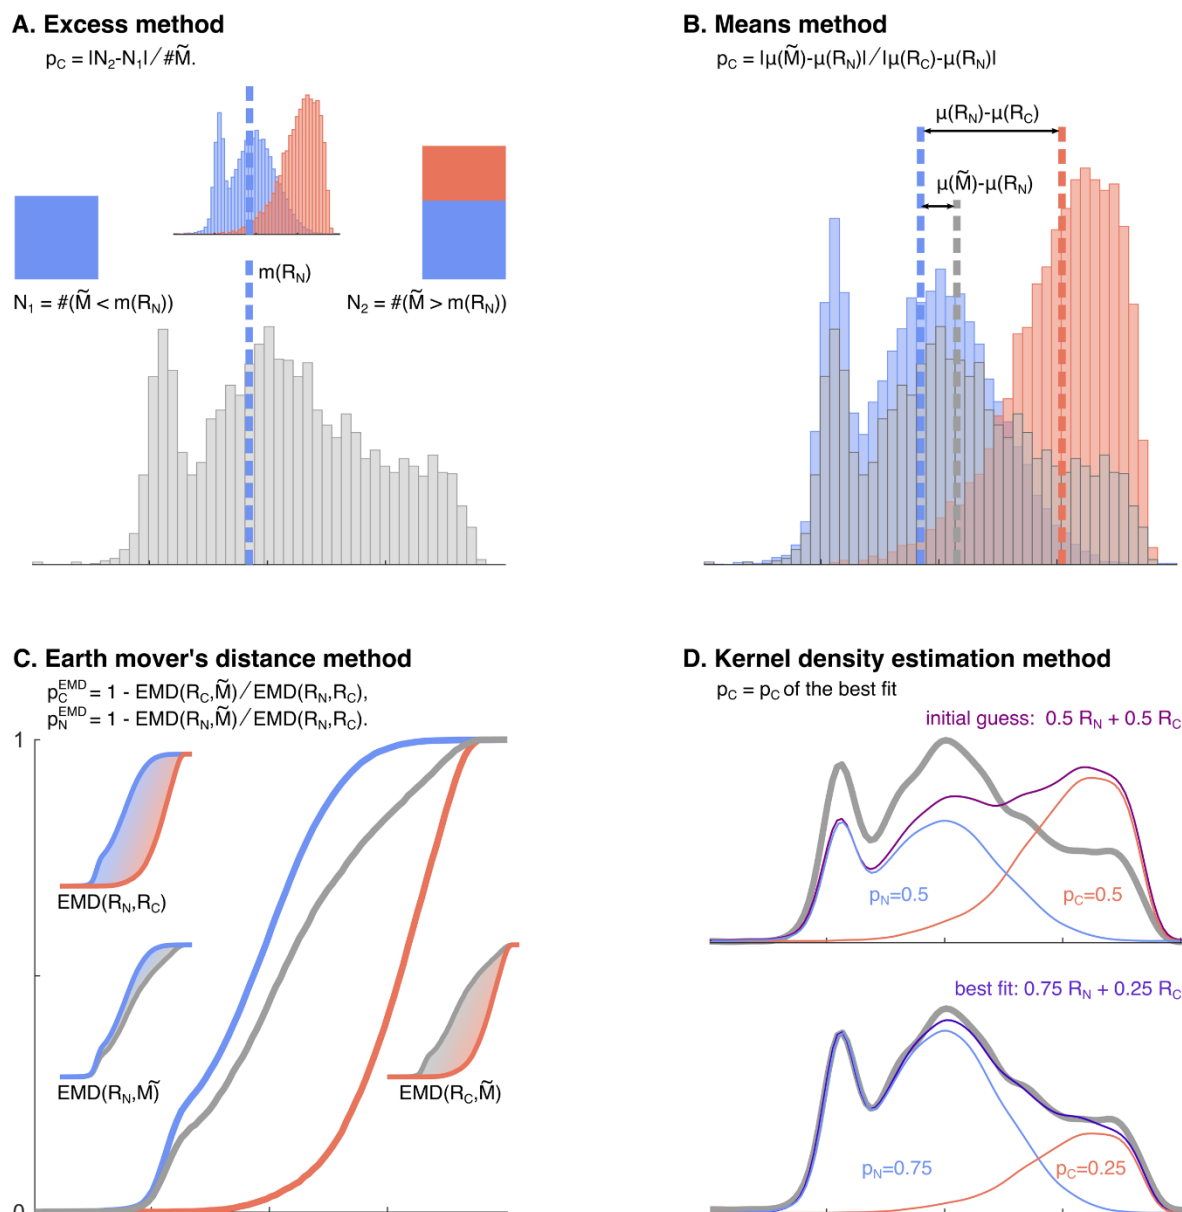 A. Excess method
p_C = |N_2-N_1|/#M̃.
m(R_N)
N_1 = #(M̃ < m(R_N))
N_2 = #(M̃ > m(R_N))
B. Means method
p_C = |μ(M̃)-μ(R_N)|/|μ(R_C)-μ(R_N)|
μ(R_N)-μ(R_C)
μ(M̃)-μ(R_N)
C. Earth mover's distance method
p_C^EMD = 1 - EMD(R_C,M̃)/EMD(R_N,R_C),
p_N^EMD = 1 - EMD(R_N,M̃)/EMD(R_N,R_C).
1
EMD(R_N,R_C)
EMD(R_N,M̃)
EMD(R_C,M̃)
0
D. Kernel density estimation method
p_C = p_C of the best fit
initial guess: 0.5 R_N + 0.5 R_C
p_N=0.5
p_C=0.5
best fit: 0.75 R_N + 0.25 R_C
p_N=0.75
p_C=0.25